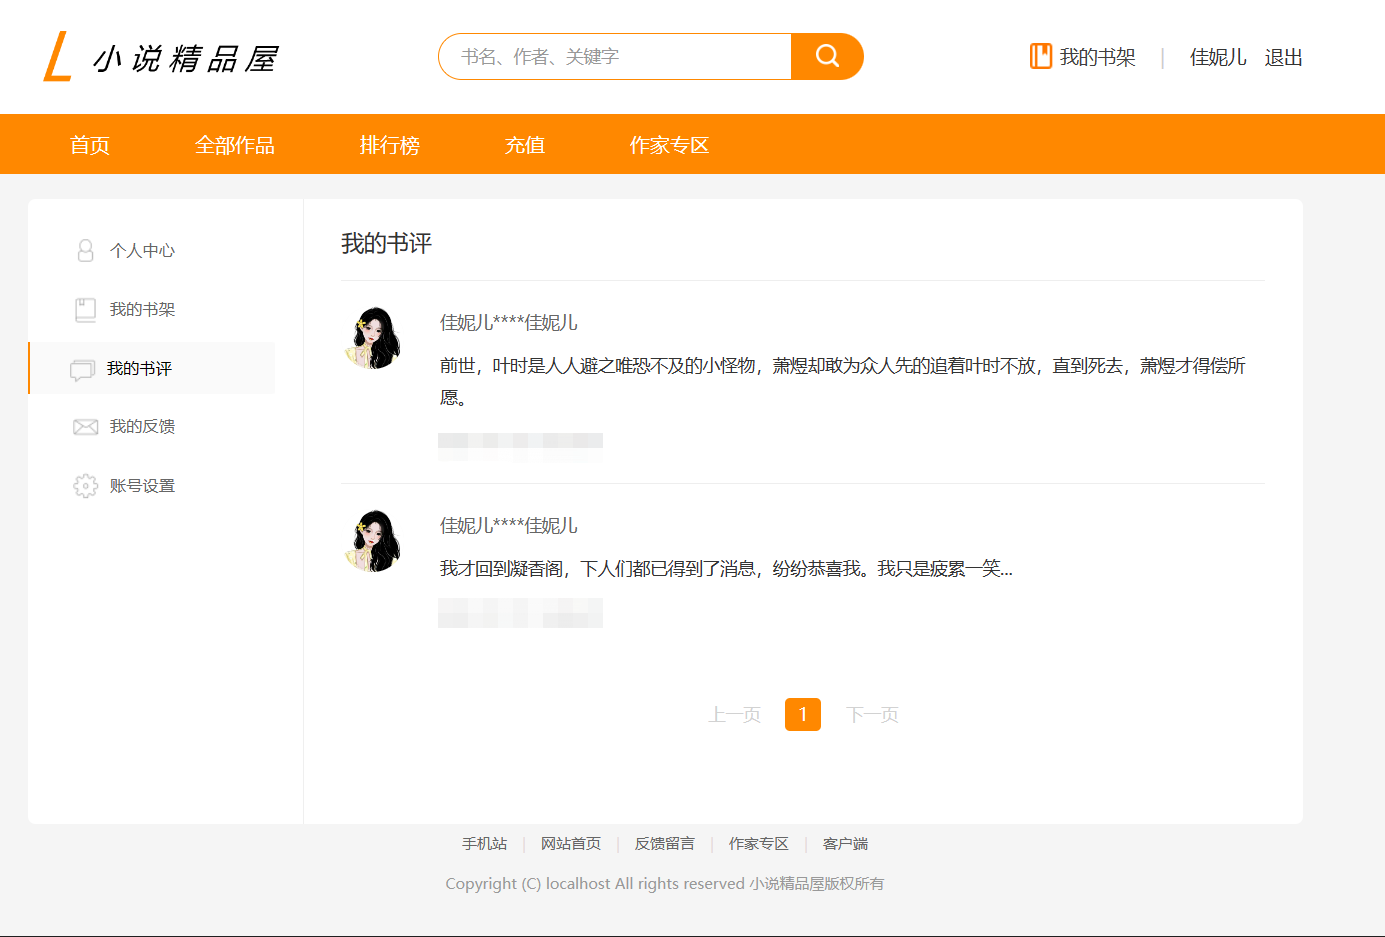 L 小说精品屋
书名、作者、关键字
我的书架 | 佳妮儿 退出
首页 全部作品 排行榜 充值 作家专区
个人中心
我的书架
我的书评
我的反馈
账号设置
我的书评
佳妮儿****佳妮儿
前世，叶时是人人避之唯恐不及的小怪物，萧煜却敢为众人先的追着叶时不放，直到死去，萧煜才得偿所
愿。
佳妮儿****佳妮儿
我才回到凝香阁，下人们都已得到了消息，纷纷恭喜我。我只是疲累一笑...
上一页 1 下一页
手机站 | 网站首页 | 反馈留言 | 作家专区 | 客户端
Copyright (C) localhost All rights reserved 小说精品屋版权所有